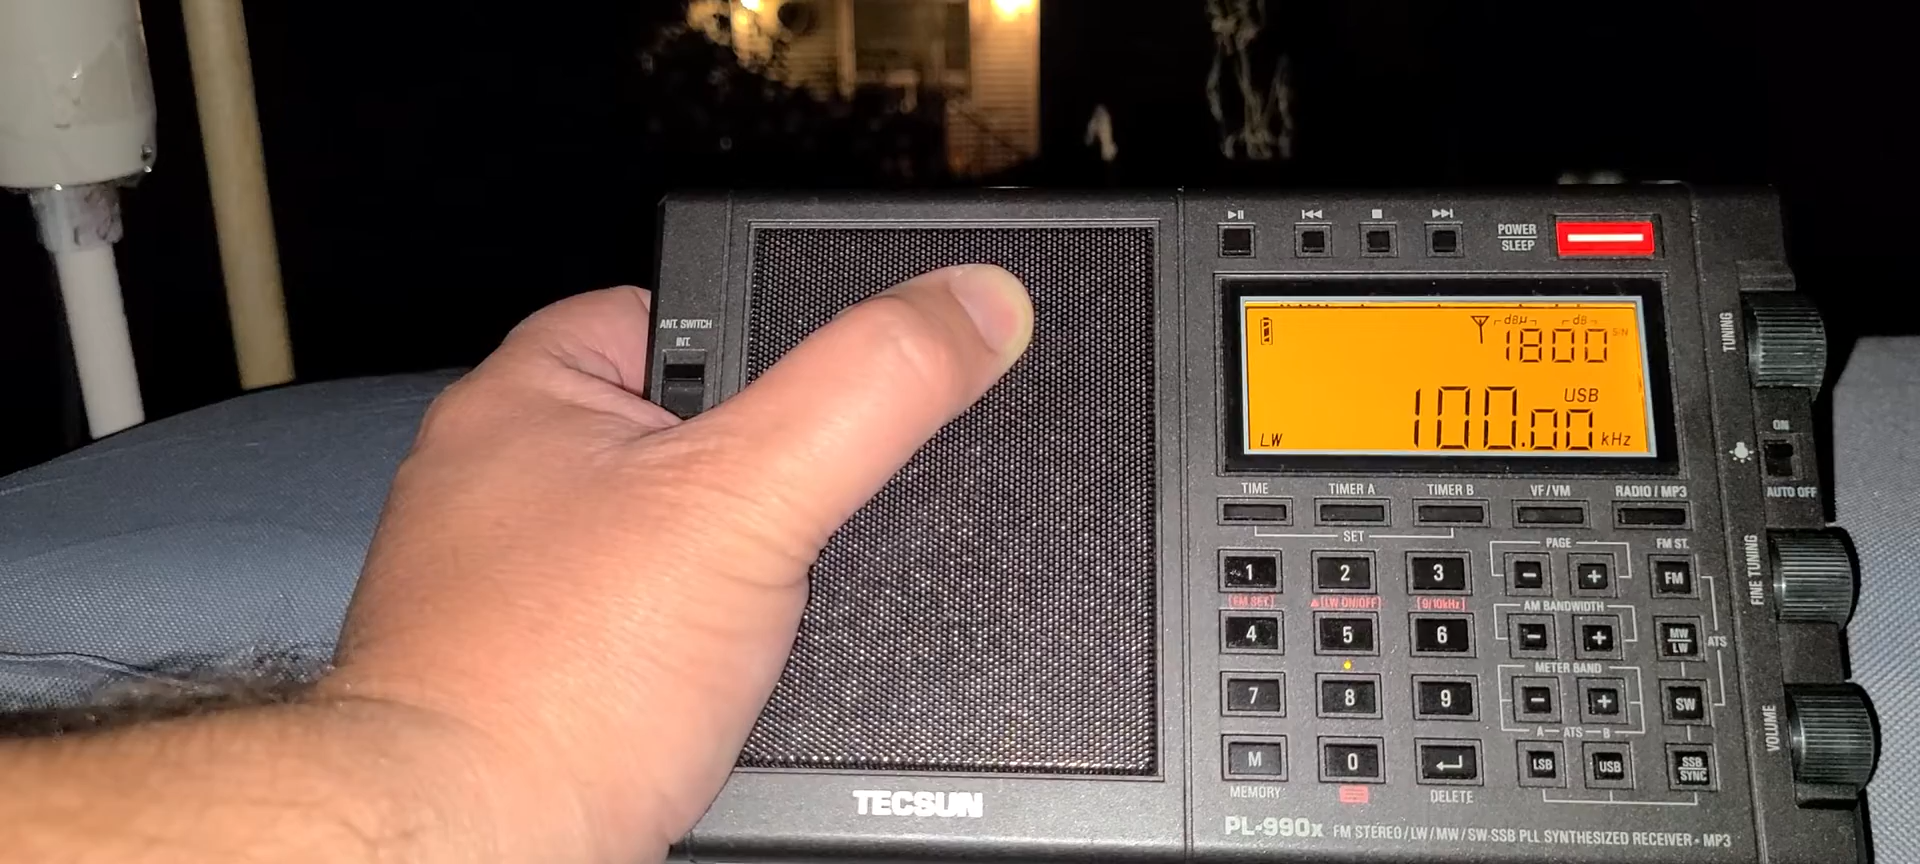 POWER
SLEEP
ANT. SWITCH
INT.
dBµ dB
1800 S/N
USB
LW 100.00 kHz
TUNING
ON
AUTO OFF
TIME TIMER A TIMER B VF/VM RADIO / MP3
SET
PAGE FM ST.
1 2 3 - + FM
[FM SET] [LW ON/OFF] [9/10kHz] AM BANDWIDTH
FINE TUNING
4 5 6 - + MW
LW
ATS
METER BAND
7 8 9 - + SW
A ATS B
VOLUME
M 0 LSB USB SSB
SYNC
MEMORY DELETE
TECSUN
PL-990x FM STEREO/LW/MW/SW-SSB PLL SYNTHESIZED RECEIVER • MP3